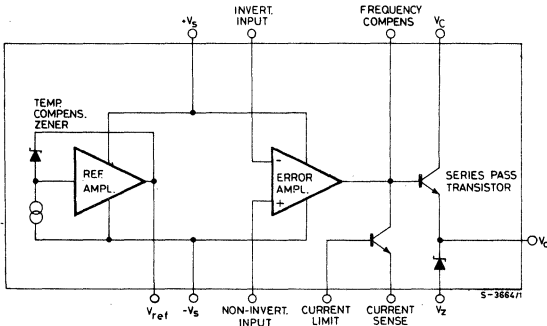 +Vs
INVERT.
INPUT
FREQUENCY
COMPENS
Vc
TEMP.
COMPENS.
ZENER
REF.
AMPL.
-
+
ERROR
AMPL.
SERIES PASS
TRANSISTOR
Vo
S-3664/1
Vref
-Vs
NON-INVERT.
INPUT
CURRENT
LIMIT
CURRENT
SENSE
Vz